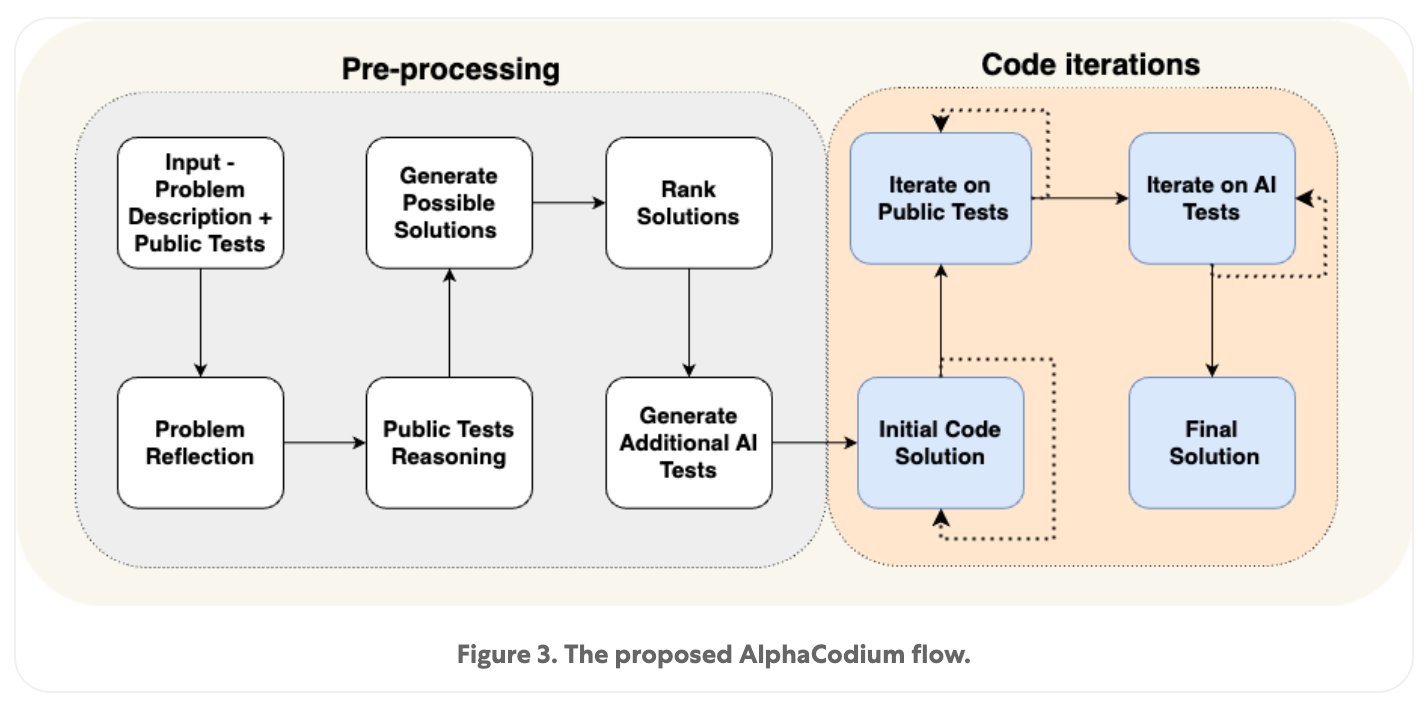 Pre-processing
Code iterations
Input -
Problem
Description +
Public Tests
Generate
Possible
Solutions
Rank
Solutions
Iterate on
Public Tests
Iterate on AI
Tests
Problem
Reflection
Public Tests
Reasoning
Generate
Additional AI
Tests
Initial Code
Solution
Final
Solution
Figure 3. The proposed AlphaCodium flow.